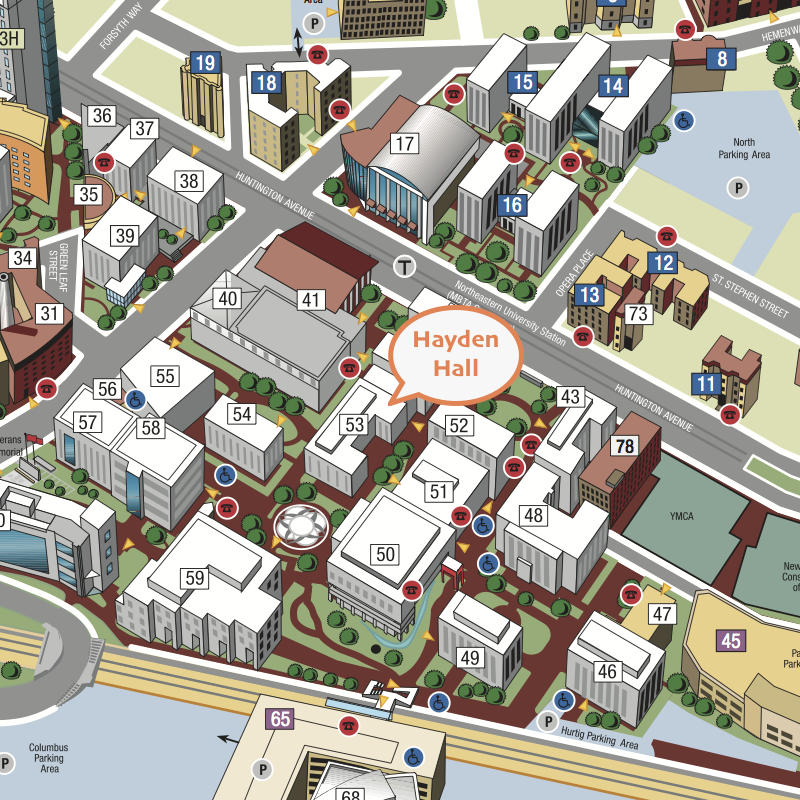 Area
P
FORSYTH WAY
3H
19
18
15
14
9
8
HEMENWAY
36
37
17
North
Parking Area
P
35
38
HUNTINGTON AVENUE
16
39
34
GREEN LEAF
STREET
T
OPERA PLACE
12
ST. STEPHEN STREET
13
73
31
40
41
Northeastern University Station
(MBTA
Hayden
Hall
11
HUNTINGTON AVENUE
55
56
57
58
54
53
52
43
78
51
48
YMCA
50
59
49
47
46
45
New
Cons
of
Pa
Park
erans
morial
0
65
P
P
Hurtig Parking Area
Columbus
Parking
Area
P
68